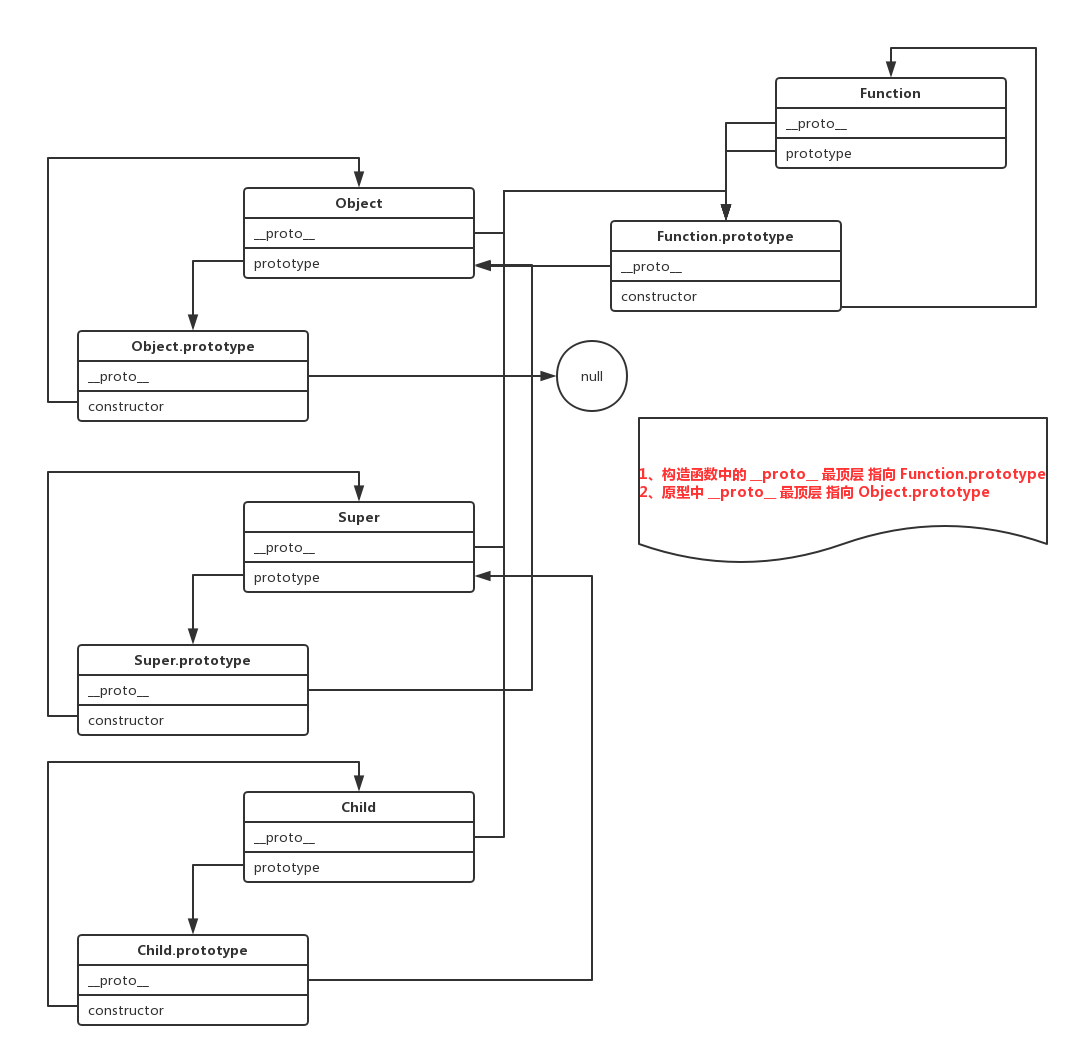 Function
__proto__
prototype
Object
__proto__
prototype
Function.prototype
__proto__
constructor
Object.prototype
__proto__
constructor
null
1、构造函数中的 __proto__ 最顶层 指向 Function.prototype
2、原型中 __proto__ 最顶层 指向 Object.prototype
Super
__proto__
prototype
Super.prototype
__proto__
constructor
Child
__proto__
prototype
Child.prototype
__proto__
constructor